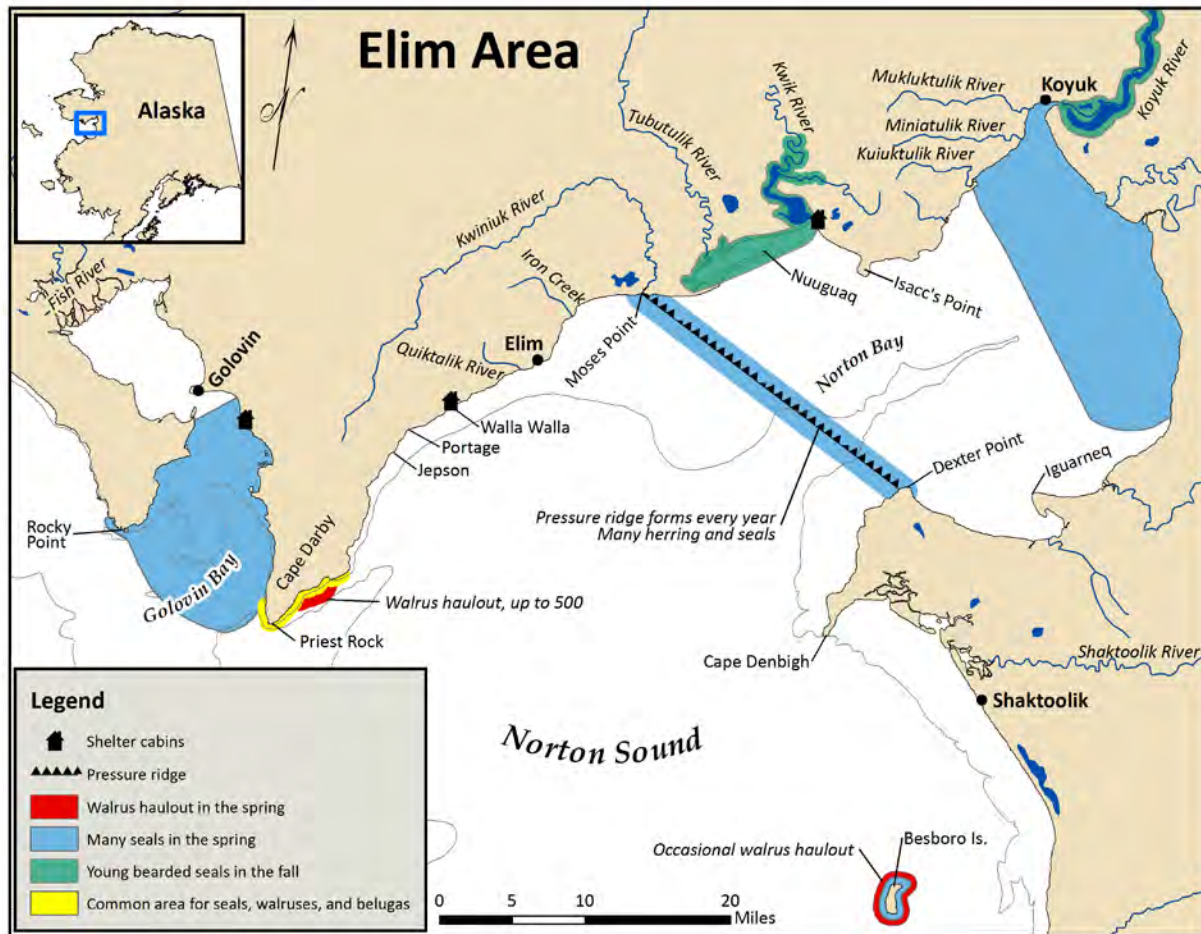 Elim Area
Alaska
N
Mukluktulik River
Koyuk
Koyuk River
Miniatulik River
Kuiuktulik River
Kwik River
Tubutulik River
Kwiniuk River
Iron Creek
Nuuguaq
Isacc's Point
Fish River
Golovin
Quiktalik River
Elim
Moses Point
Norton Bay
Walla Walla
Portage
Jepson
Dexter Point
Iguarneq
Rocky
Point
Pressure ridge forms every year
Many herring and seals
Golovin Bay
Cape Darby
Walrus haulout, up to 500
Priest Rock
Cape Denbigh
Shaktoolik River
Shaktoolik
Norton Sound
Occasional walrus haulout
Besboro Is.
Legend
Shelter cabins
Pressure ridge
Walrus haulout in the spring
Many seals in the spring
Young bearded seals in the fall
Common area for seals, walruses, and belugas
0 5 10 20
Miles